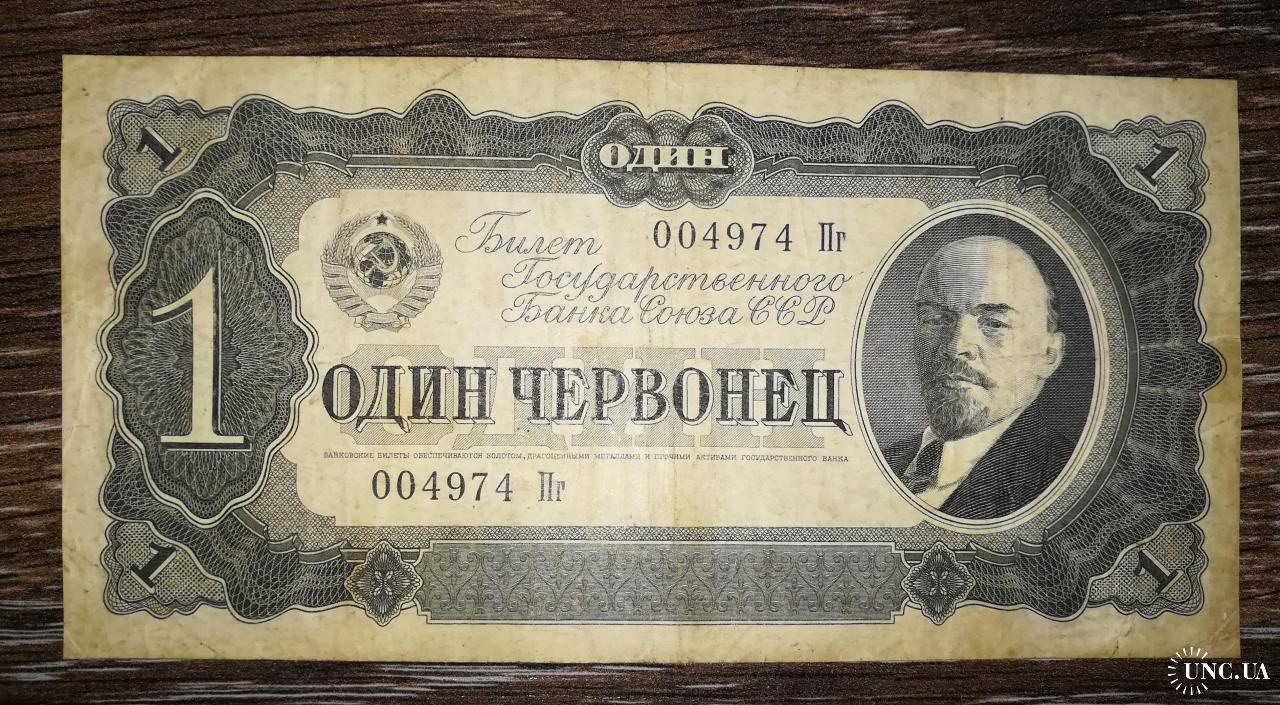 1
ОДИН
1
Билет 004974 Пг
Государственного
Банка Союза ССР
1
ОДИН
ОДИН ЧЕРВОНЕЦ
БАНКОВСКИЕ БИЛЕТЫ ОБЕСПЕЧИВАЮТСЯ ЗОЛОТОМ, ДРАГОЦЕННЫМИ МЕТАЛЛАМИ И ПРОЧИМИ АКТИВАМИ ГОСУДАРСТВЕННОГО БАНКА
004974 Пг
1
1
UNC.UA